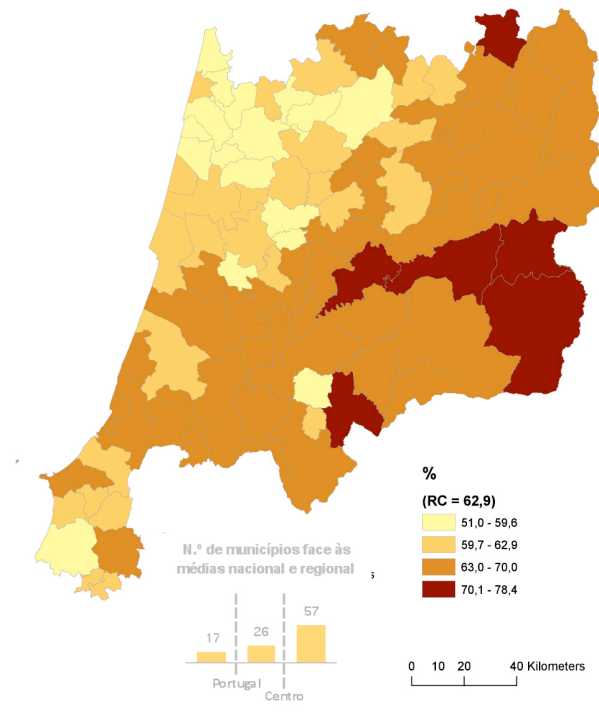 %
(RC = 62,9)
51,0 - 59,6
59,7 - 62,9
63,0 - 70,0
70,1 - 78,4
N.º de municípios face às
médias nacional e regional
s
17
26
57
Portugal
Centro
0 10 20 40 Kilometers